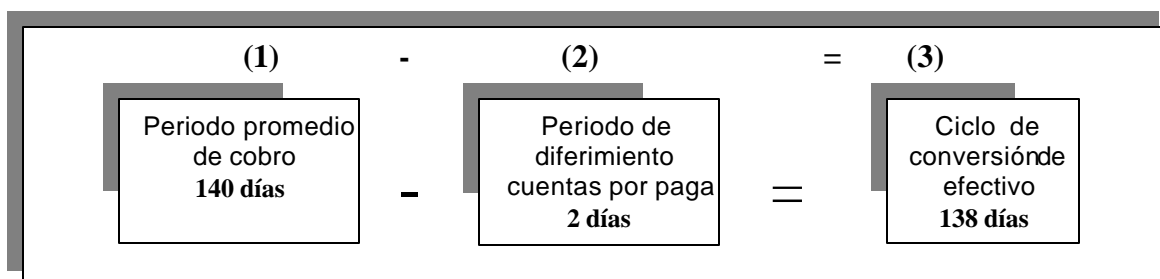 (1) - (2) = (3)
Periodo promedio
de cobro
140 días
-
Periodo de
diferimiento
cuentas por paga
2 días
=
Ciclo de
conversiónde
efectivo
138 días